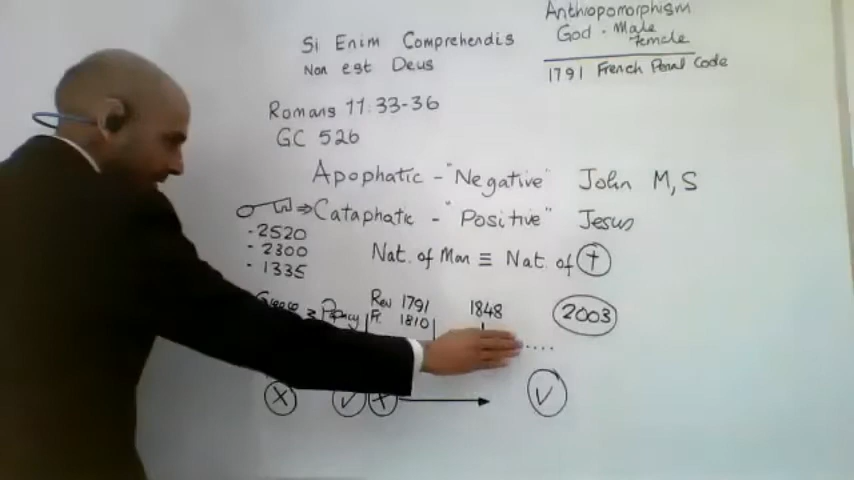 Si Enim Comprehendis
Non est Deus
Anthropomorphism
God · Male
Female
1791 French Penal Code
Romans 11:33-36
GC 526
Apophatic - "Negative" John M, S
⇒ Cataphatic - "Positive" Jesus
- 2520
- 2300
- 1335
Nat. of Man ≡ Nat. of †
Rev 1791
Fr. 1810
1848
2003
Greece
Papacy
X ✓ + ✓